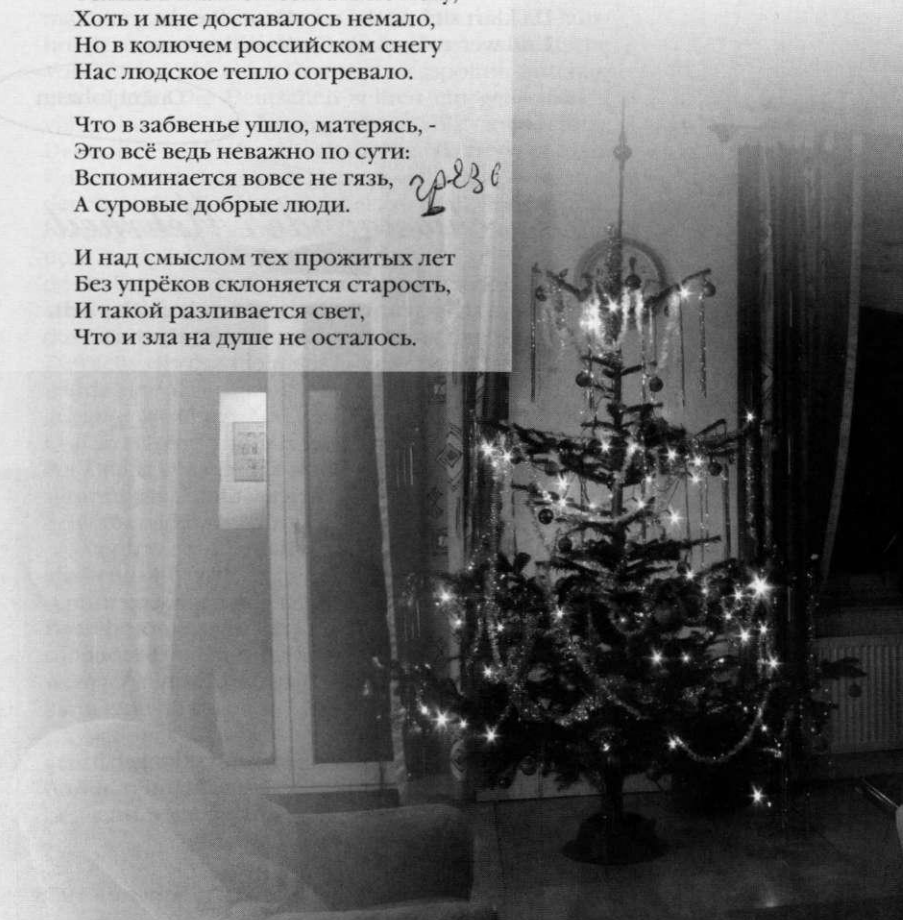 Хоть и мне доставалось немало,
Но в колючем российском снегу
Нас людское тепло согревало.
Что в забвенье ушло, матерясь, -
Это всё ведь неважно по сути:
Вспоминается вовсе не гязь, грязь
А суровые добрые люди.
И над смыслом тех прожитых лет
Без упрёков склоняется старость,
И такой разливается свет,
Что и зла на душе не осталось.